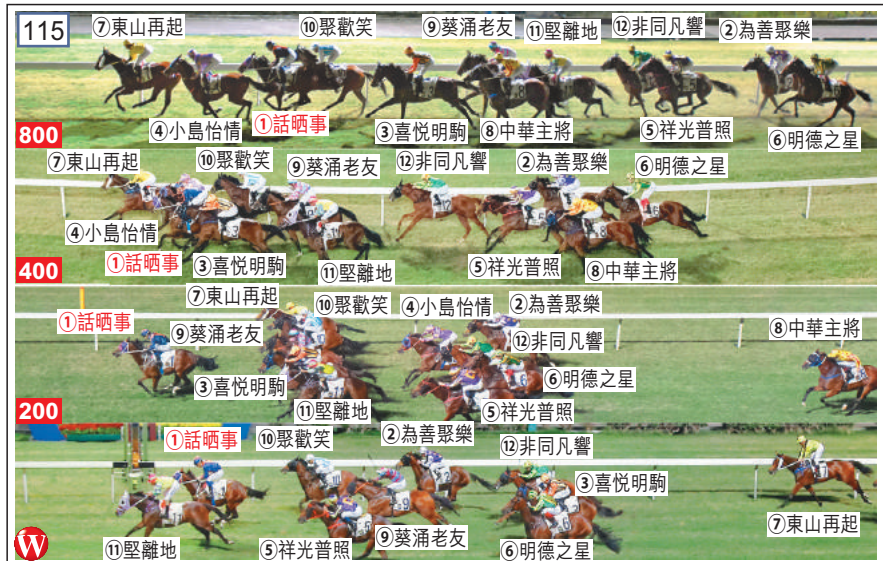 115
⑦東山再起 ⑩聚歡笑 ⑨葵涌老友 ⑪堅離地 ⑫非同凡響 ②為善聚樂
800 ④小島怡情 ①話晒事 ③喜悦明駒 ⑧中華主將 ⑤祥光普照 ⑥明德之星
⑦東山再起 ⑩聚歡笑 ⑨葵涌老友 ⑫非同凡響 ②為善聚樂 ⑥明德之星
④小島怡情
400 ①話晒事 ③喜悦明駒 ⑪堅離地 ⑤祥光普照 ⑧中華主將
⑦東山再起 ⑩聚歡笑 ④小島怡情 ②為善聚樂
①話晒事 ⑨葵涌老友 ⑫非同凡響 ⑧中華主將
③喜悦明駒 ⑥明德之星
200 ⑪堅離地 ⑤祥光普照
①話晒事 ⑩聚歡笑 ②為善聚樂 ⑫非同凡響
③喜悦明駒
⑦東山再起
W ⑪堅離地 ⑤祥光普照 ⑨葵涌老友 ⑥明德之星